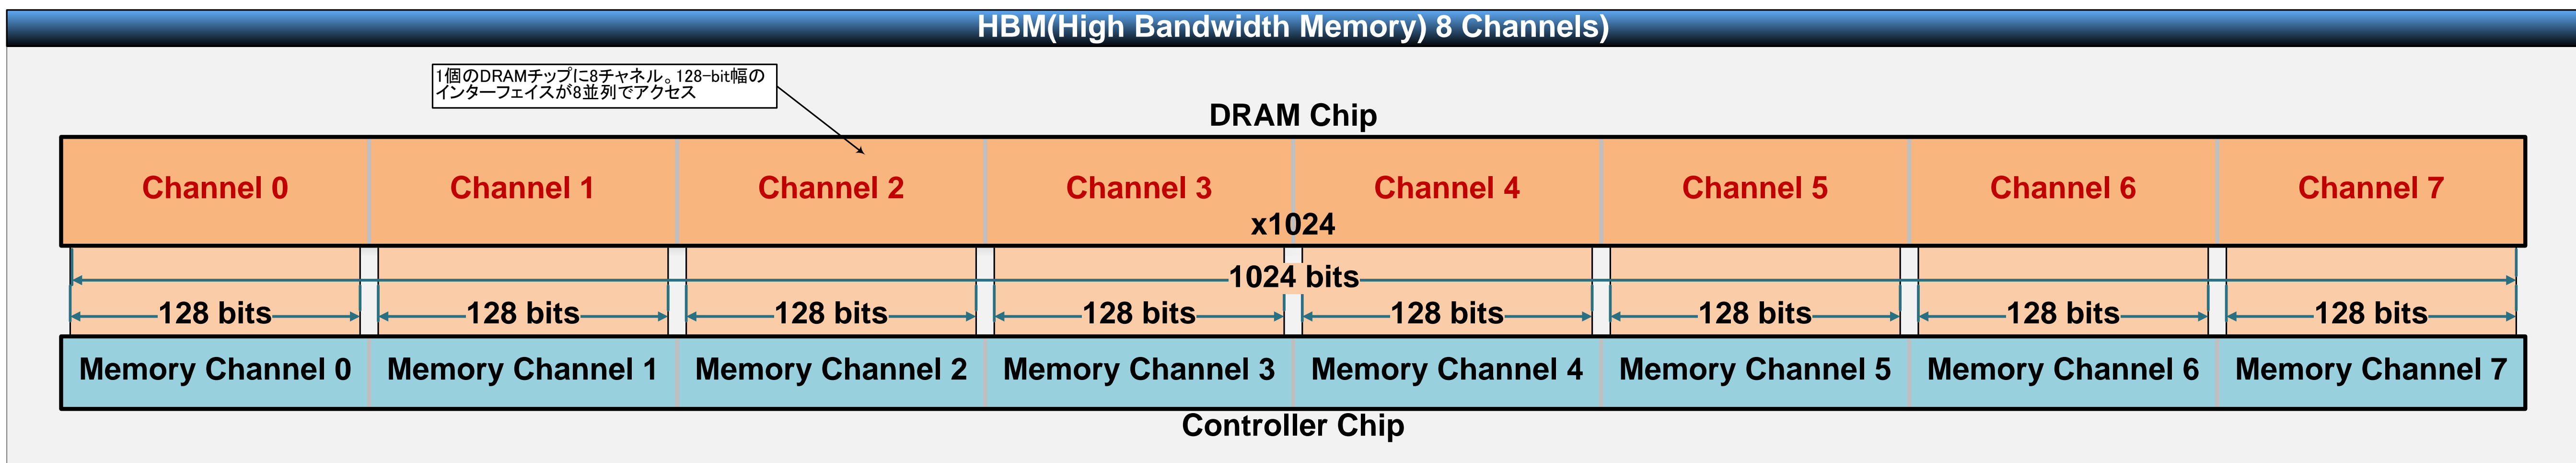 HBM(High Bandwidth Memory) 8 Channels)
1個のDRAMチップに8チャネル。128-bit幅の
インターフェイスが8並列でアクセス
DRAM Chip
Channel 0 Channel 1 Channel 2 Channel 3 Channel 4 Channel 5 Channel 6 Channel 7
x1024
1024 bits
128 bits 128 bits 128 bits 128 bits 128 bits 128 bits 128 bits 128 bits
Memory Channel 0 Memory Channel 1 Memory Channel 2 Memory Channel 3 Memory Channel 4 Memory Channel 5 Memory Channel 6 Memory Channel 7
Controller Chip